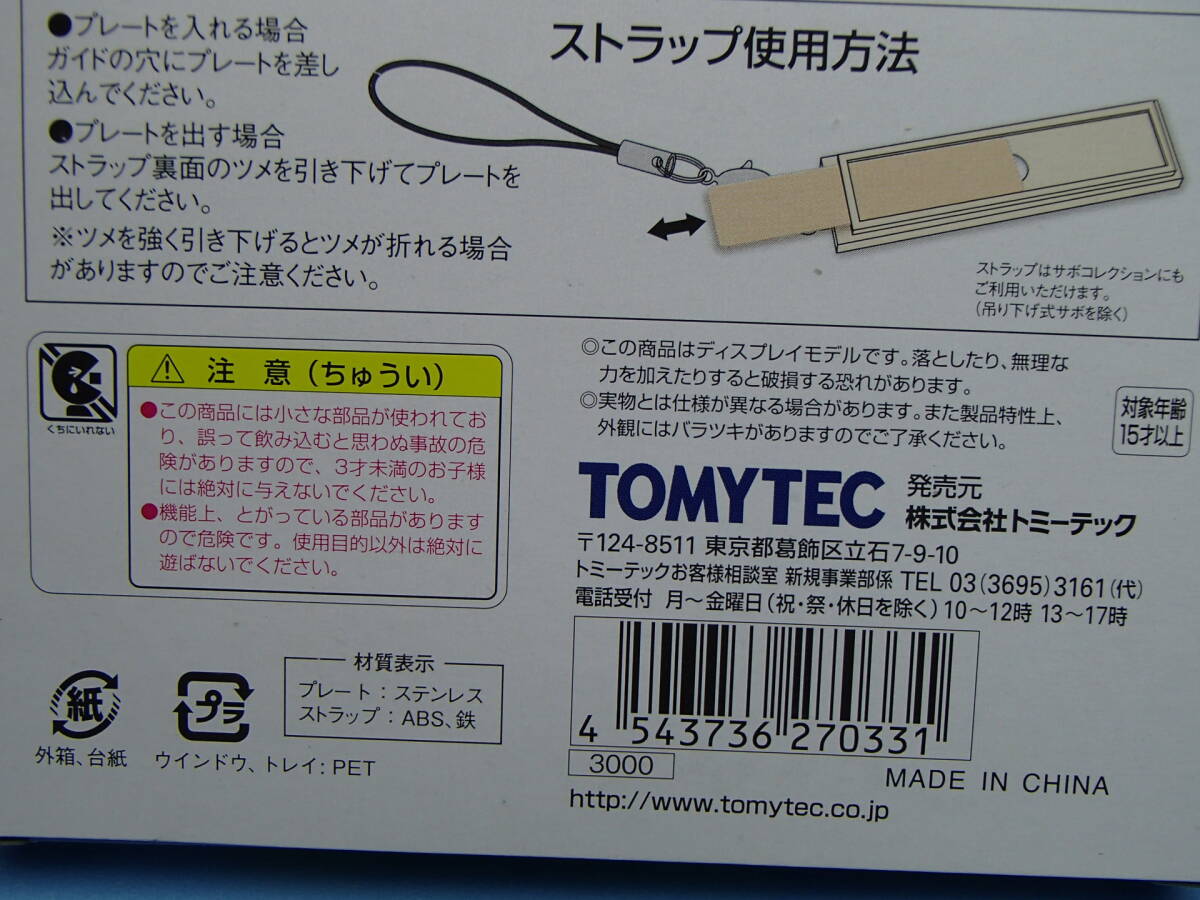 ●プレートを入れる場合
ガイドの穴にプレートを差し
込んでください。
●プレートを出す場合
ストラップ裏面のツメを引き下げてプレートを
出してください。
※ツメを強く引き下げるとツメが折れる場合
がありますのでご注意ください。
ストラップ使用方法
ストラップはサボコレクションにも
ご利用いただけます。
(吊り下げ式サボを除く)
くちにいれない
注 意(ちゅうい)
●この商品には小さな部品が使われてお
り、誤って飲み込むと思わぬ事故の危
険がありますので、3才未満のお子様
には絶対に与えないでください。
●機能上、とがっている部品があります
ので危険です。使用目的以外は絶対に
遊ばないでください。
◎この商品はディスプレイモデルです。落としたり、無理な
力を加えたりすると破損する恐れがあります。
◎実物とは仕様が異なる場合があります。また製品特性上、
外観にはバラツキがありますのでご了承ください。
対象年齢
15才以上
TOMYTEC
発売元
株式会社トミーテック
〒124-8511 東京都葛飾区立石7-9-10
トミーテックお客様相談室 新規事業部係 TEL 03(3695)3161(代)
電話受付 月〜金曜日(祝・祭・休日を除く)10〜12時 13〜17時
紙
外箱、台紙
プラ
ウインドウ、トレイ:PET
材質表示
プレート:ステンレス
ストラップ:ABS、鉄
4 543736 270331
3000
MADE IN CHINA
http://www.tomytec.co.jp